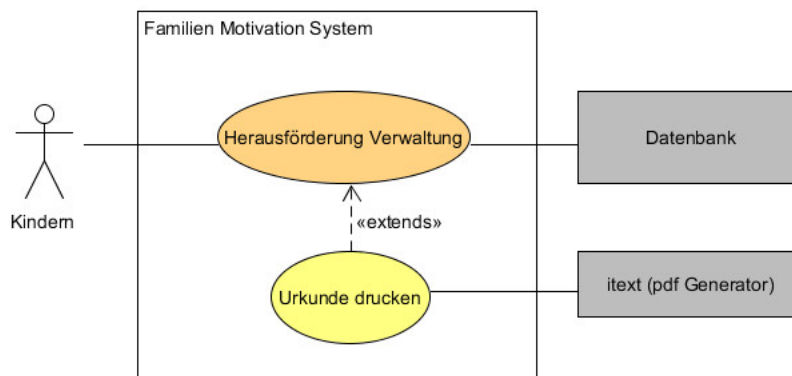 Familien Motivation System
Herausförderung Verwaltung
Datenbank
Kindern
«extends»
Urkunde drucken
itext (pdf Generator)